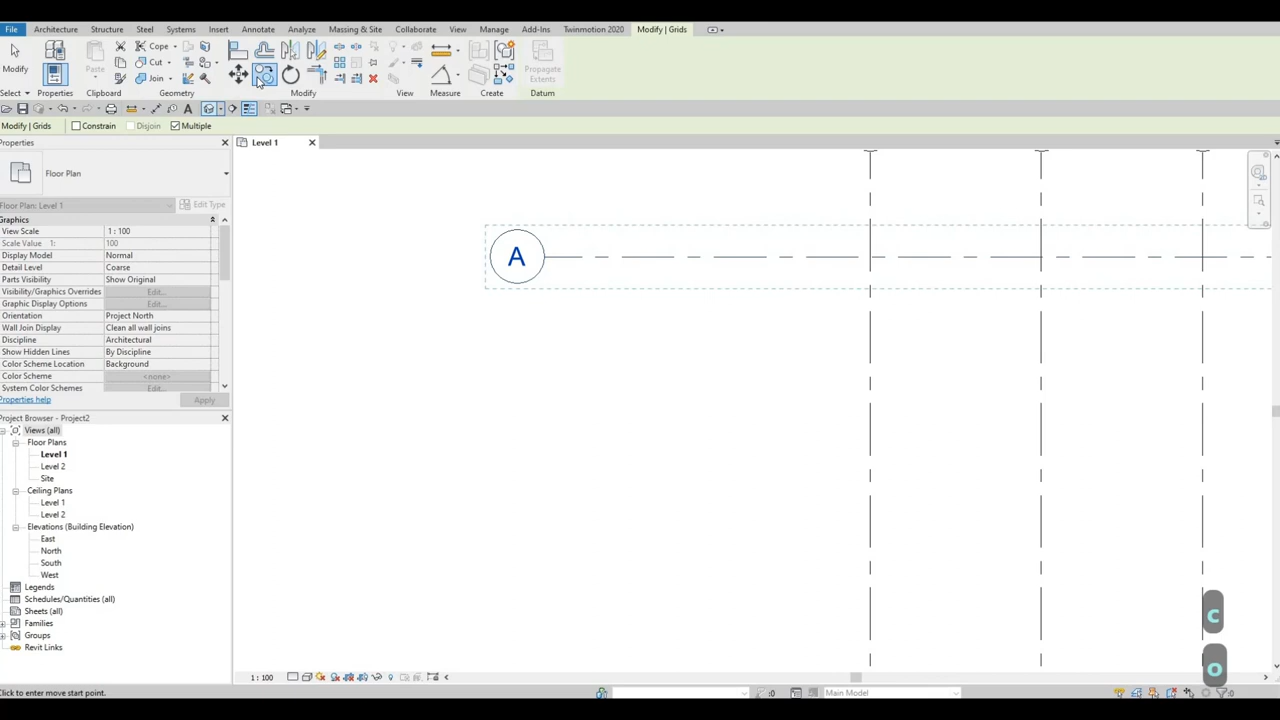 File Architecture Structure Steel Systems Insert Annotate Analyze Massing & Site Collaborate View Manage Add-Ins Twinmotion 2020 Modify | Grids
Cope
Modify Paste Cut Propagate Extents
Join
Select Properties Clipboard Geometry Modify View Measure Create Datum
A
Modify | Grids Constrain Disjoin Multiple
Properties Level 1
Floor Plan
Floor Plan: Level 1 Edit Type
Graphics
View Scale 1 : 100
Scale Value 1: 100
Display Model Normal
Detail Level Coarse
Parts Visibility Show Original
Visibility/Graphics Overrides Edit...
Graphic Display Options Edit...
Orientation Project North
Wall Join Display Clean all wall joins
Discipline Architectural
Show Hidden Lines By Discipline
Color Scheme Location Background
Color Scheme <none>
System Color Schemes Edit...
Properties help Apply
Project Browser - Project2
Views (all)
Floor Plans
Level 1
Level 2
Site
Ceiling Plans
Level 1
Level 2
Elevations (Building Elevation)
East
North
South
West
Legends
Schedules/Quantities (all)
Sheets (all)
Families
Groups
Revit Links
A
c
o
1 : 100
Click to enter move start point. :0 Main Model :0